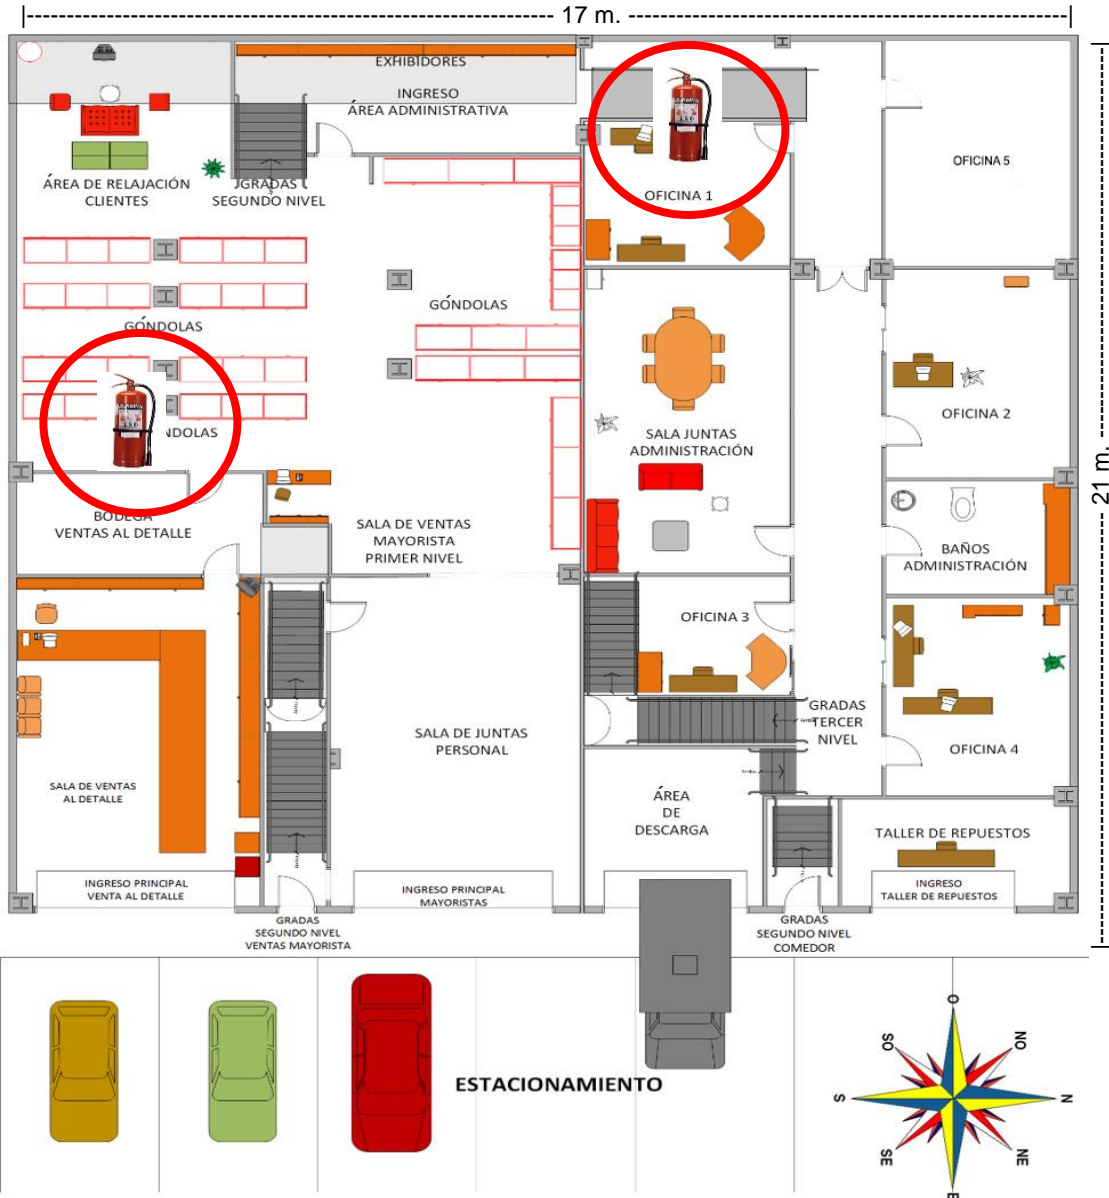 17 m.
EXHIBIDORES
INGRESO
ÁREA ADMINISTRATIVA
OFICINA 5
ÁREA DE RELAJACIÓN
CLIENTES
GRADAS
SEGUNDO NIVEL
OFICINA 1
GÓNDOLAS
GÓNDOLAS
NDOLAS
OFICINA 2
SALA JUNTAS
ADMINISTRACIÓN
21 m.
BODEGA
VENTAS AL DETALLE
SALA DE VENTAS
MAYORISTA
PRIMER NIVEL
BAÑOS
ADMINISTRACIÓN
OFICINA 3
GRADAS
TERCER
NIVEL
SALA DE JUNTAS
PERSONAL
OFICINA 4
SALA DE VENTAS
AL DETALLE
ÁREA
DE
DESCARGA
TALLER DE REPUESTOS
INGRESO PRINCIPAL
VENTA AL DETALLE
INGRESO PRINCIPAL
MAYORISTAS
INGRESO
TALLER DE REPUESTOS
GRADAS
SEGUNDO NIVEL
VENTAS MAYORISTA
GRADAS
SEGUNDO NIVEL
COMEDOR
ESTACIONAMIENTO
O
SO
NO
S
N
SE
NE
E